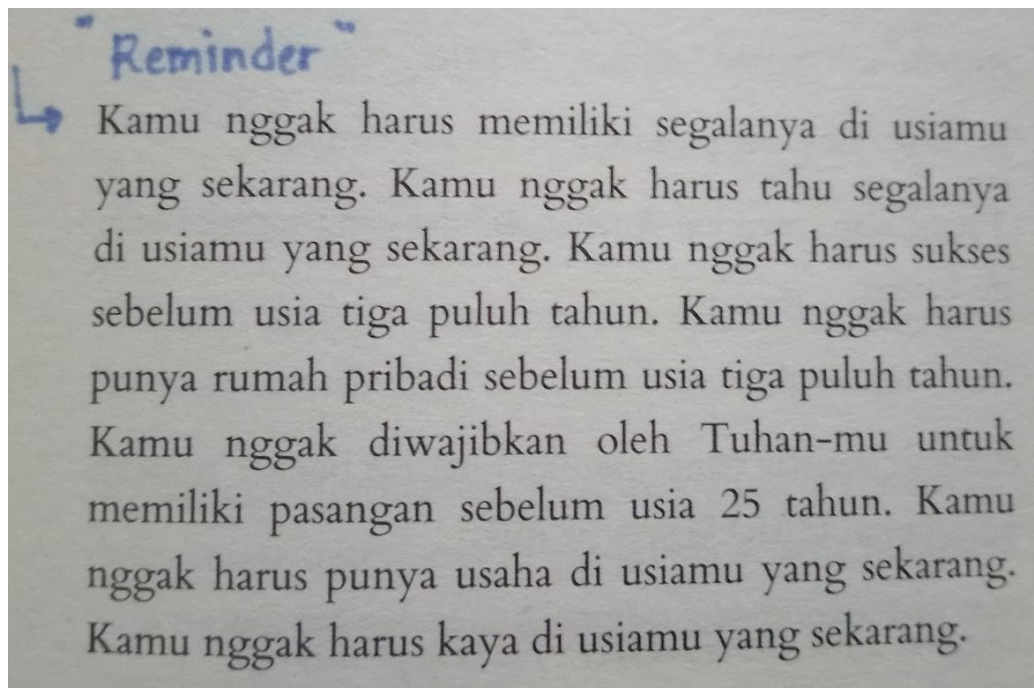 "Reminder"
Kamu nggak harus memiliki segalanya di usiamu
yang sekarang. Kamu nggak harus tahu segalanya
di usiamu yang sekarang. Kamu nggak harus sukses
sebelum usia tiga puluh tahun. Kamu nggak harus
punya rumah pribadi sebelum usia tiga puluh tahun.
Kamu nggak diwajibkan oleh Tuhan-mu untuk
memiliki pasangan sebelum usia 25 tahun. Kamu
nggak harus punya usaha di usiamu yang sekarang.
Kamu nggak harus kaya di usiamu yang sekarang.